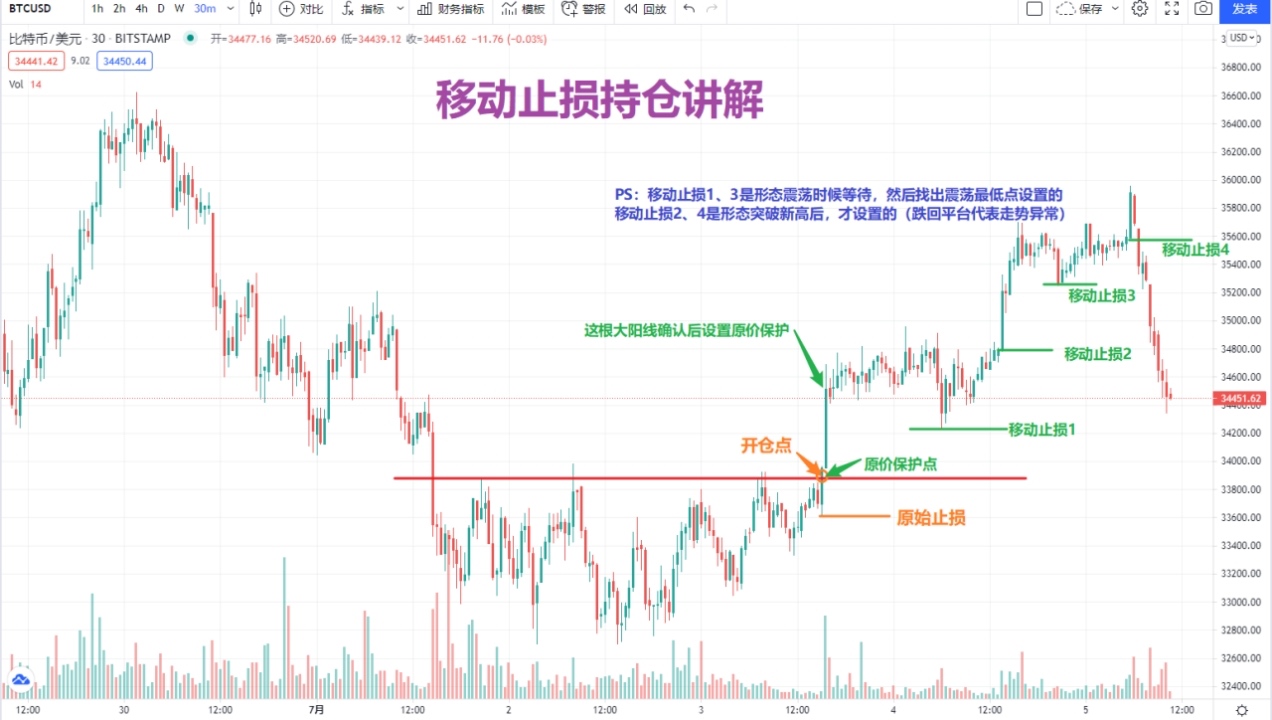 BTCUSD 1h 2h 4h D W 30m 对比 指标 财务指标 模板 警报 回放 保存 发表
比特币/美元 · 30 · BITSTAMP 开=34477.16 高=35520.69 低=34439.12 收=34451.62 −11.76 (−0.03%)
USD
34441.42 9.02 34450.44
Vol 14
移动止损持仓讲解
PS：移动止损1、3是形态震荡时候等待，然后找出震荡最低点设置的
移动止损2、4是形态突破新高后，才设置的（跌回平台代表走势异常）
移动止损4
移动止损3
这根大阳线确认后设置原价保护
移动止损2
移动止损1
开仓点
原价保护点
原始止损
36800.00
36600.00
36400.00
36200.00
36000.00
35800.00
35600.00
35400.00
35200.00
35000.00
34800.00
34600.00
34451.62
34400.00
34200.00
34000.00
33800.00
33600.00
33400.00
33200.00
33000.00
32800.00
32600.00
32400.00
12:00 30 12:00 7月 12:00 2 12:00 3 12:00 4 12:00 5 12:00